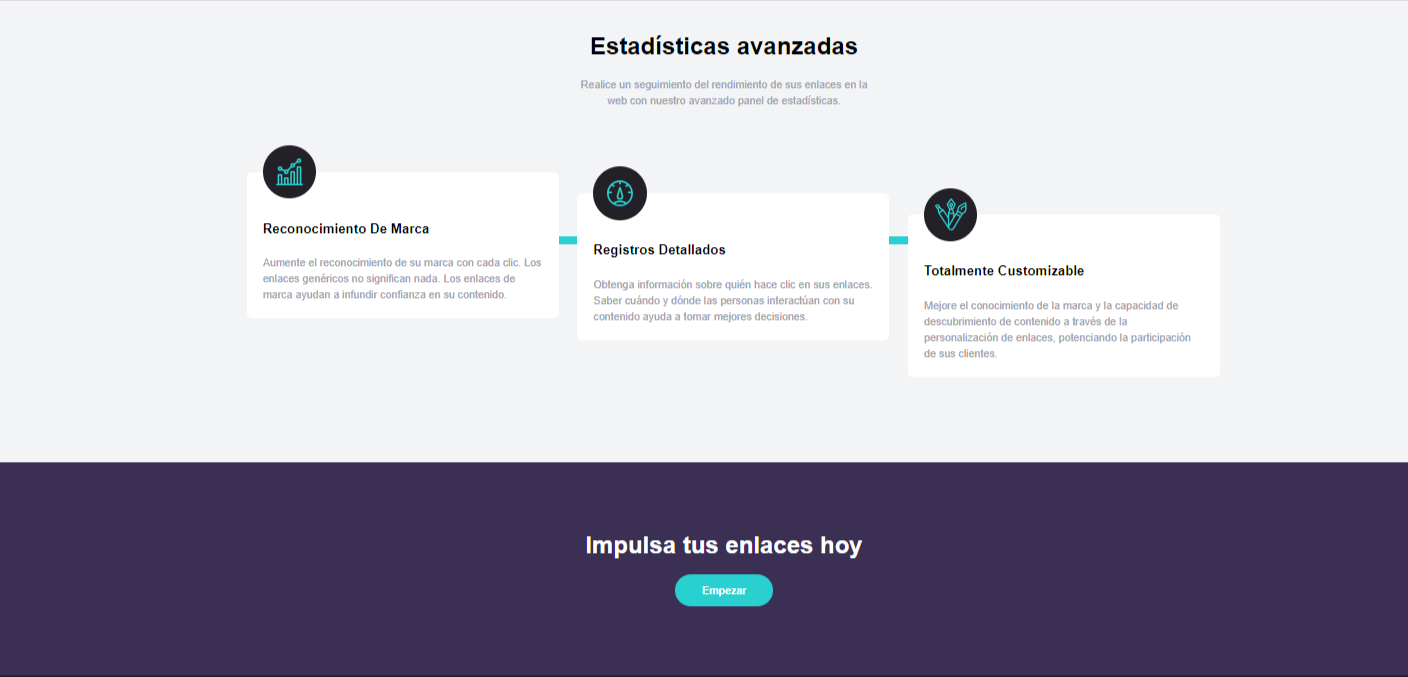 Estadísticas avanzadas
Realice un seguimiento del rendimiento de sus enlaces en la
web con nuestro avanzado panel de estadísticas.
Reconocimiento De Marca
Aumente el reconocimiento de su marca con cada clic. Los
enlaces genéricos no significan nada. Los enlaces de
marca ayudan a infundir confianza en su contenido.
Registros Detallados
Obtenga información sobre quién hace clic en sus enlaces.
Saber cuándo y dónde las personas interactúan con su
contenido ayuda a tomar mejores decisiones.
Totalmente Customizable
Mejore el conocimiento de la marca y la capacidad de
descubrimiento de contenido a través de la
personalización de enlaces, potenciando la participación
de sus clientes.
Impulsa tus enlaces hoy
Empezar